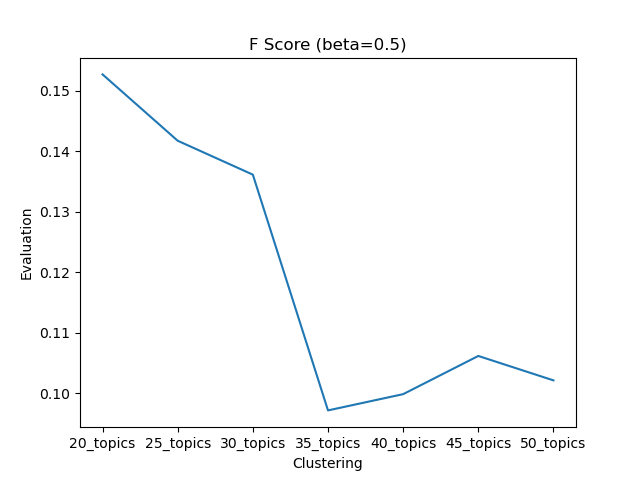 F Score (beta=0.5)
Evaluation
0.15
0.14
0.13
0.12
0.11
0.10
20_topics 25_topics 30_topics 35_topics 40_topics 45_topics 50_topics
Clustering